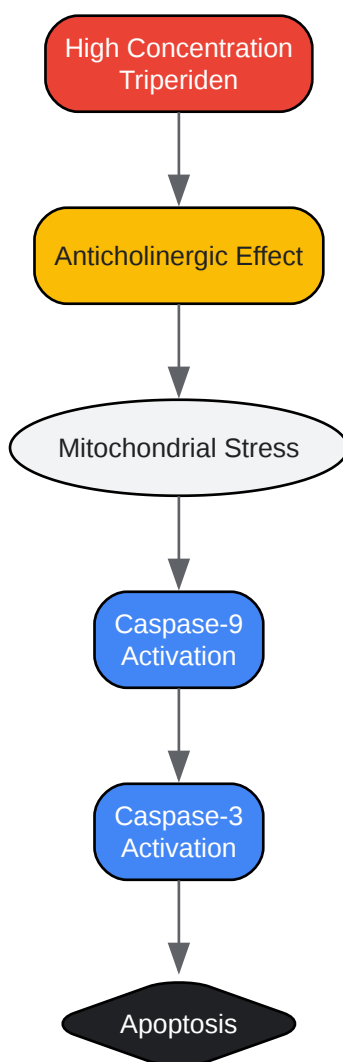 High Concentration
Triperiden
Anticholinergic Effect
Mitochondrial Stress
Caspase-9
Activation
Caspase-3
Activation
Apoptosis